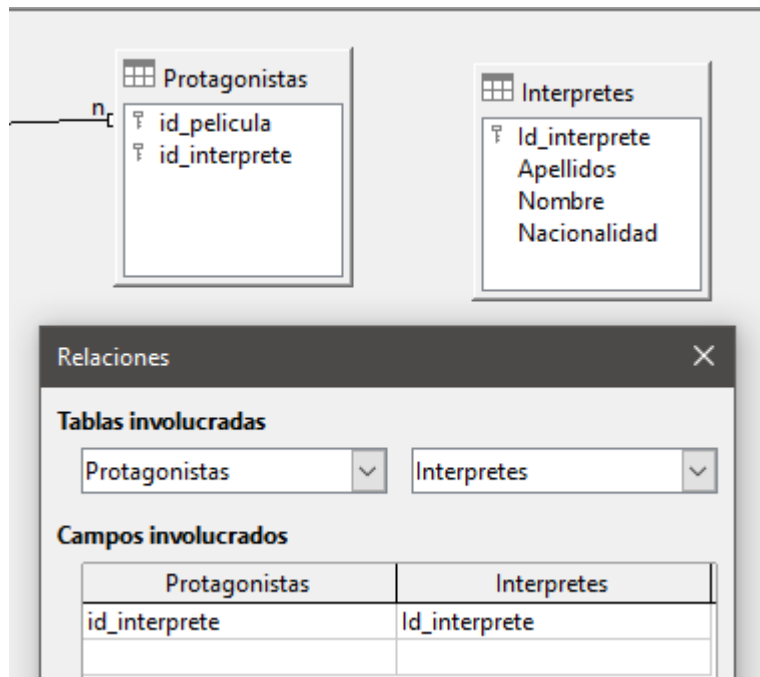 Protagonistas
n
id_pelicula
id_interprete
Interpretes
Id_interprete
Apellidos
Nombre
Nacionalidad
Relaciones
Tablas involucradas
Protagonistas Interpretes
Campos involucrados
Protagonistas Interpretes
id_interprete Id_interprete